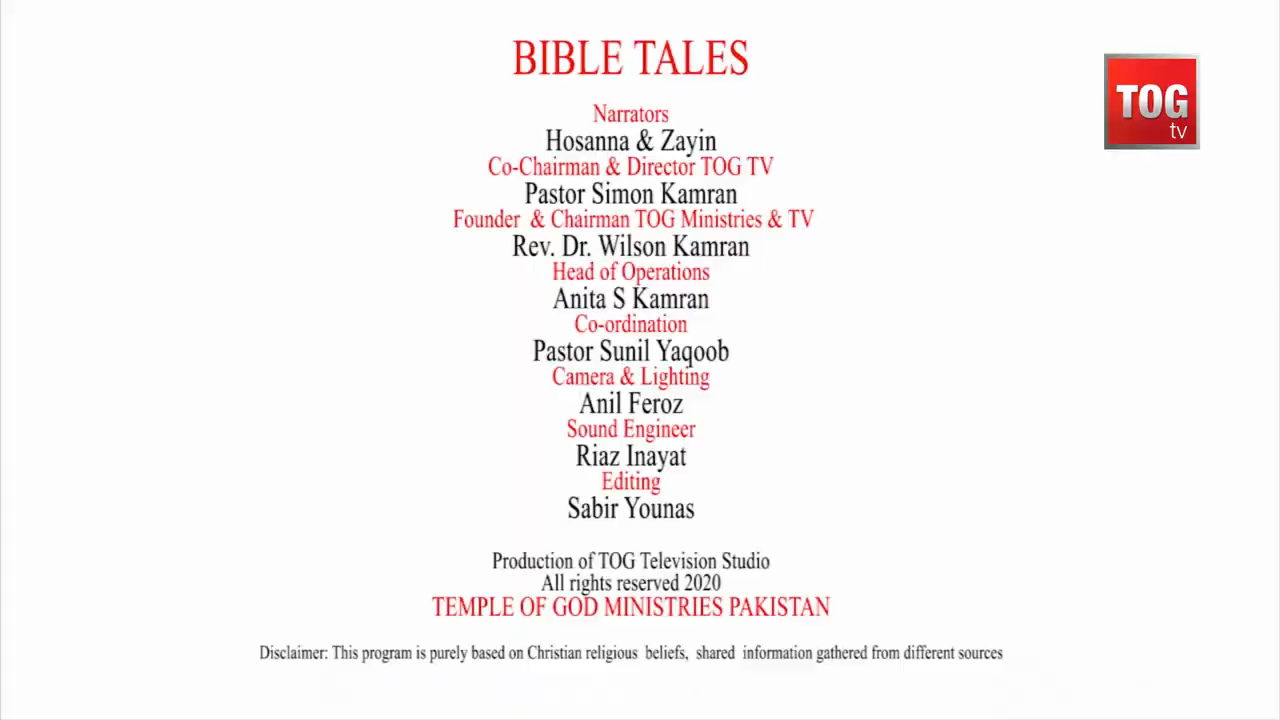 BIBLE TALES
TOG
tv
Narrators
Hosanna & Zayin
Co-Chairman & Director TOG TV
Pastor Simon Kamran
Founder & Chairman TOG Ministries & TV
Rev. Dr. Wilson Kamran
Head of Operations
Anita S Kamran
Co-ordination
Pastor Sunil Yaqoob
Camera & Lighting
Anil Feroz
Sound Engineer
Riaz Inayat
Editing
Sabir Younas
Production of TOG Television Studio
All rights reserved 2020
TEMPLE OF GOD MINISTRIES PAKISTAN
Disclaimer: This program is purely based on Christian religious beliefs, shared information gathered from different sources